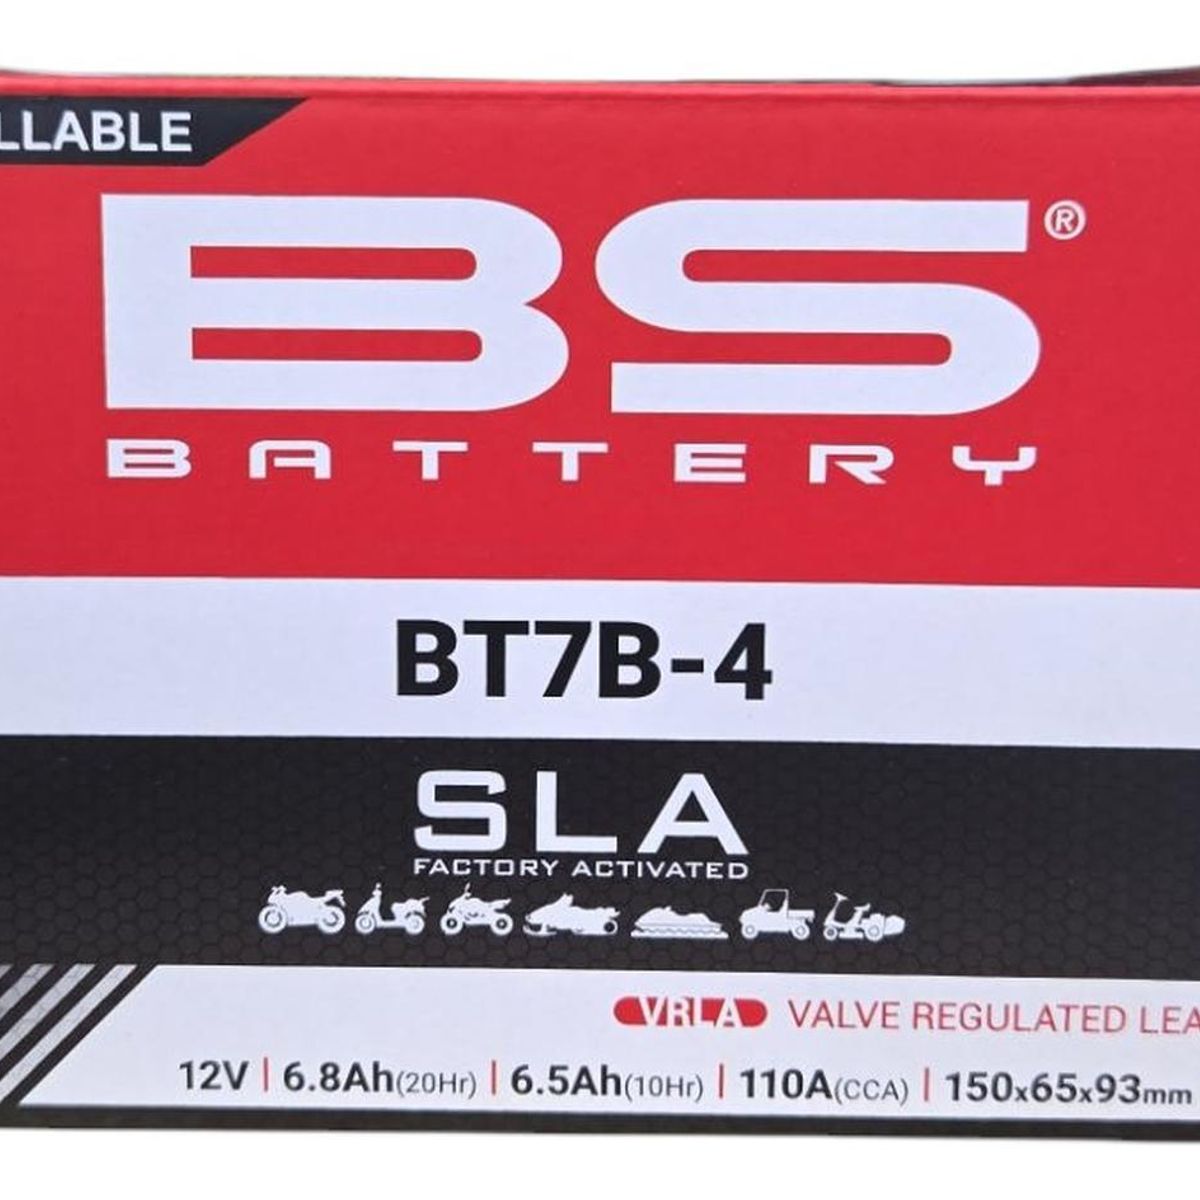 LLABLE
BS®
BATTERY
BT7B-4
SLA
FACTORY ACTIVATED
VRLA VALVE REGULATED LEA
12V | 6.8Ah(20Hr) | 6.5Ah(10Hr) | 110A(CCA) | 150x65x93mm